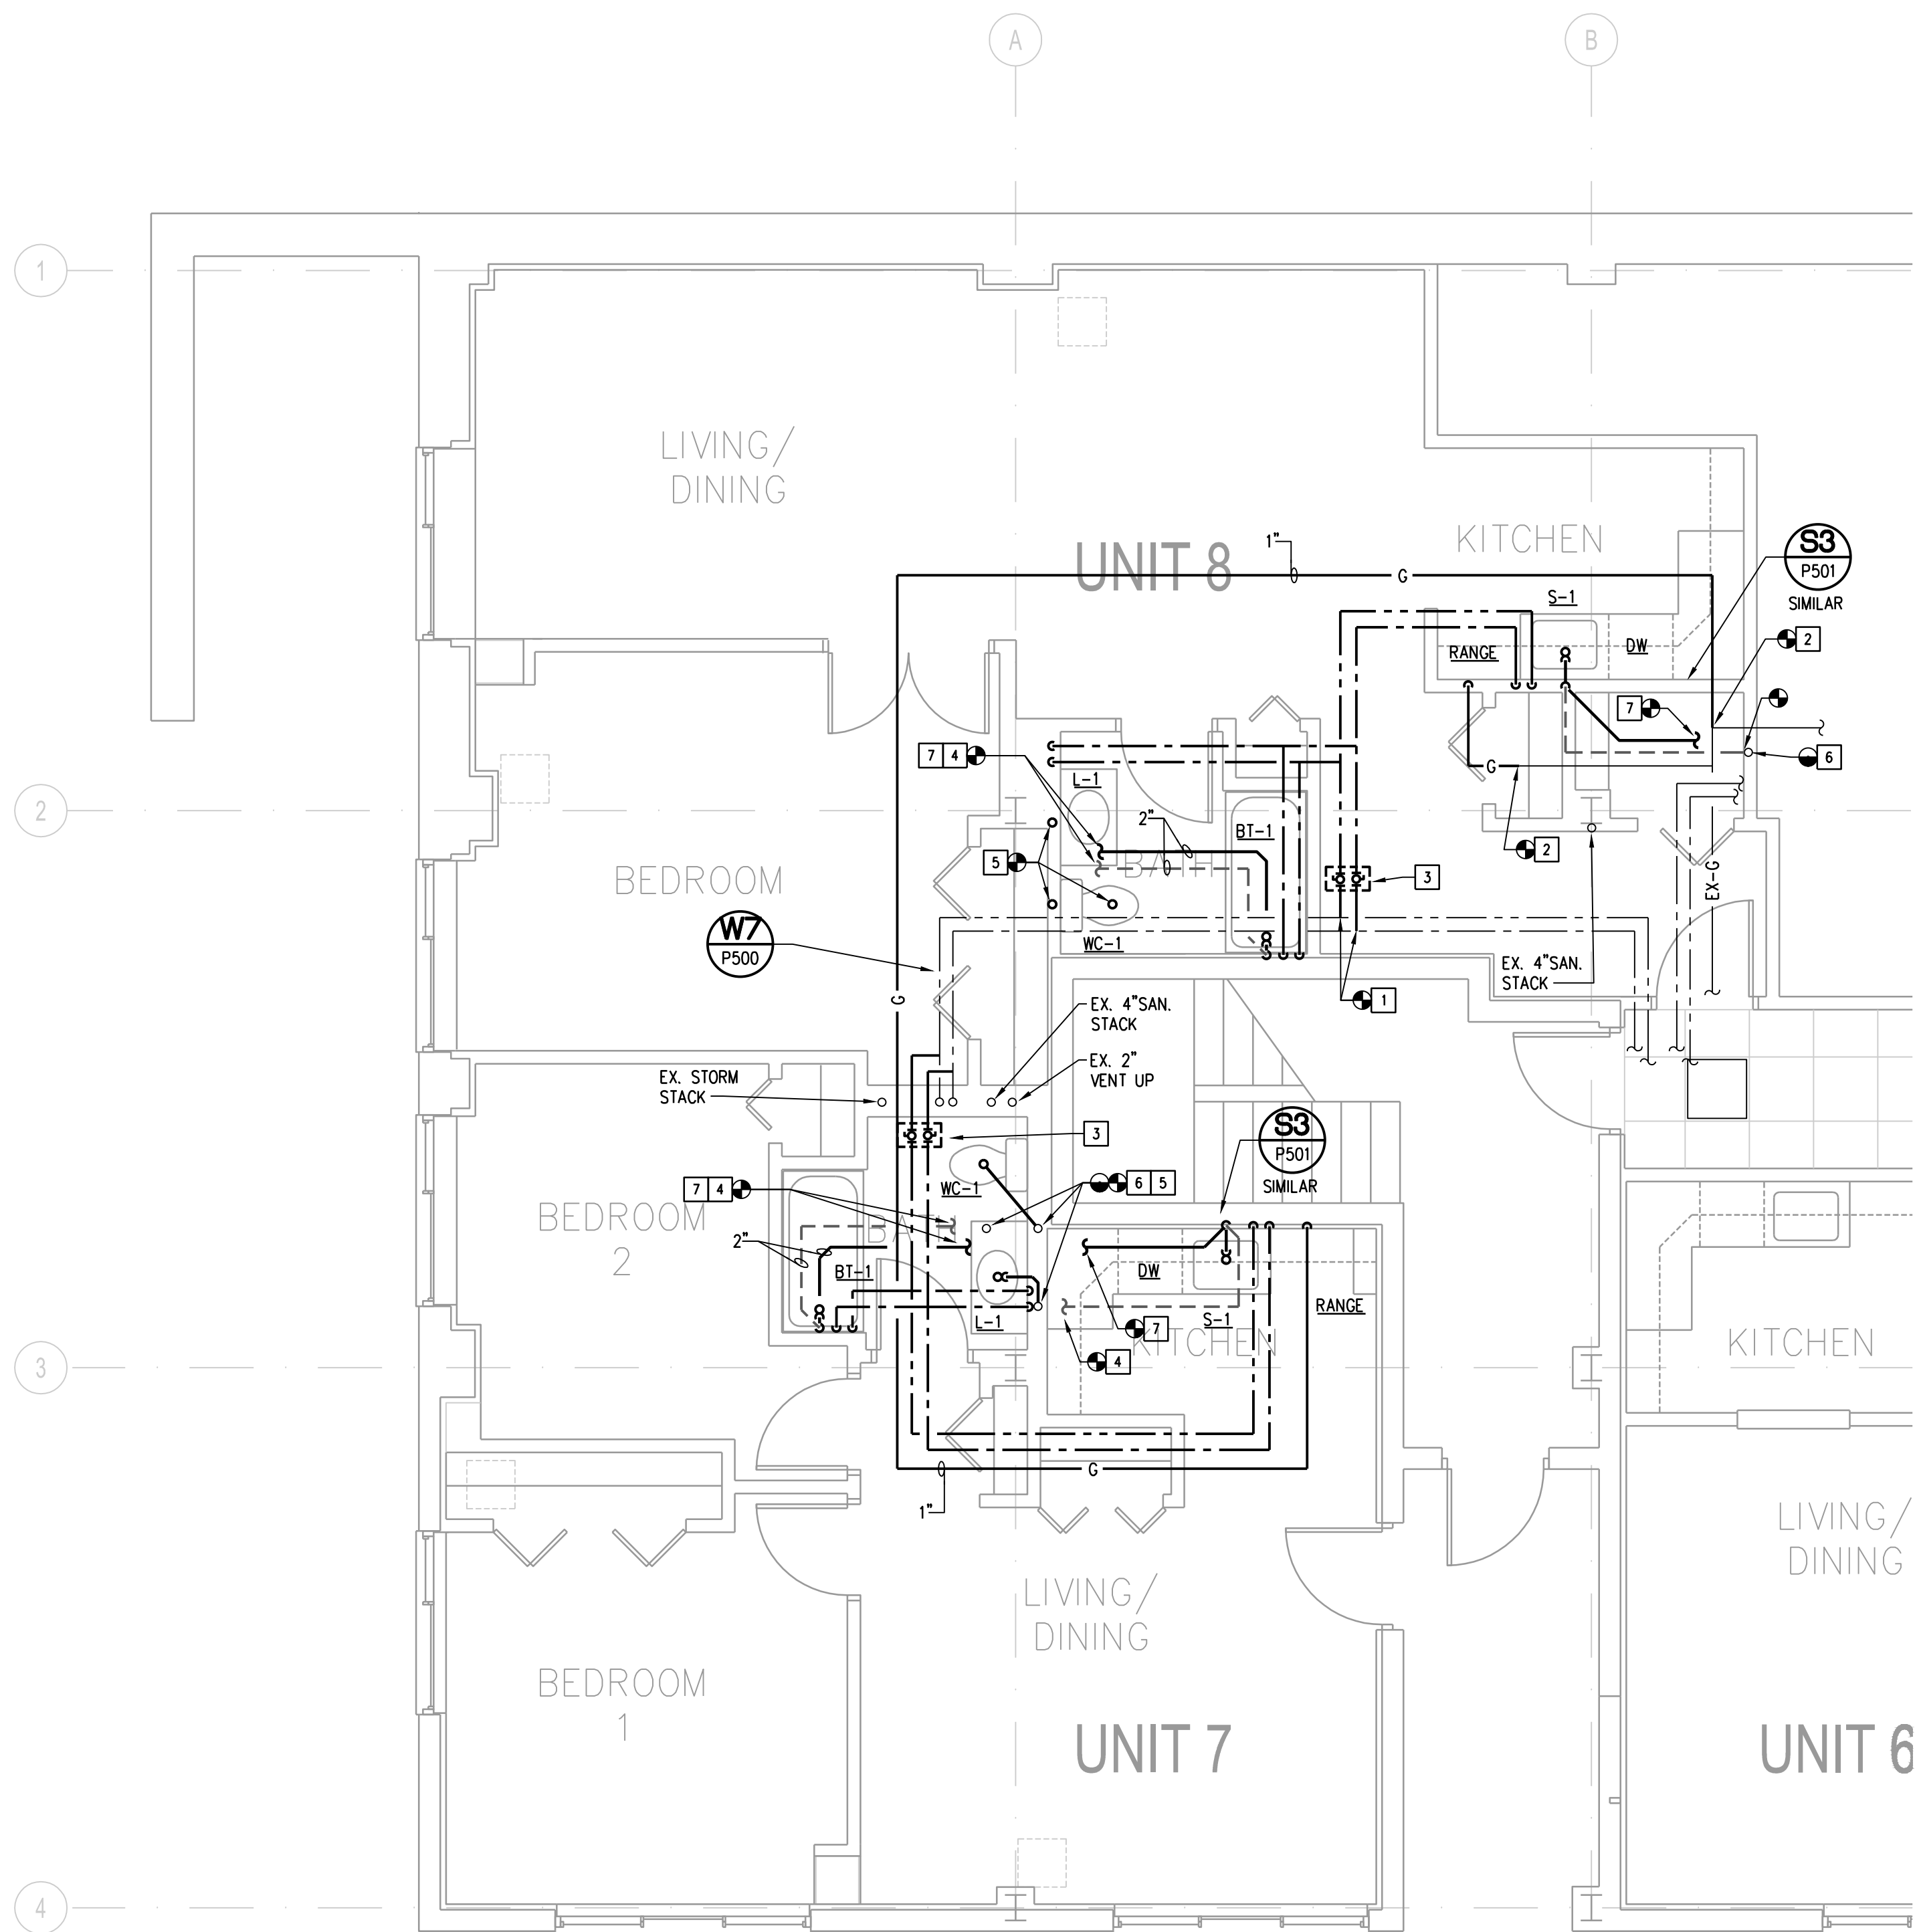 A
B
1
LIVING/
DINING
UNIT 8
1"
KITCHEN
S3
P501
SIMILAR
G
S-1
RANGE
DW
2
7
6
7 4
L-1
G
2
2"
BT-1
2
BATH
5
3
EX-G
BEDROOM
W7
P500
WC-1
EX. 4"SAN.
STACK
G
1
EX. 4"SAN.
STACK
EX. 2"
VENT UP
EX. STORM
STACK
3
S3
P501
SIMILAR
7 4
WC-1
6 5
BEDROOM
2
BATH
2"
BT-1
DW
RANGE
L-1
S-1
7
KITCHEN
4
KITCHEN
3
G
1"
LIVING/
DINING
LIVING/
DINING
BEDROOM
1
UNIT 7
UNIT 6
4